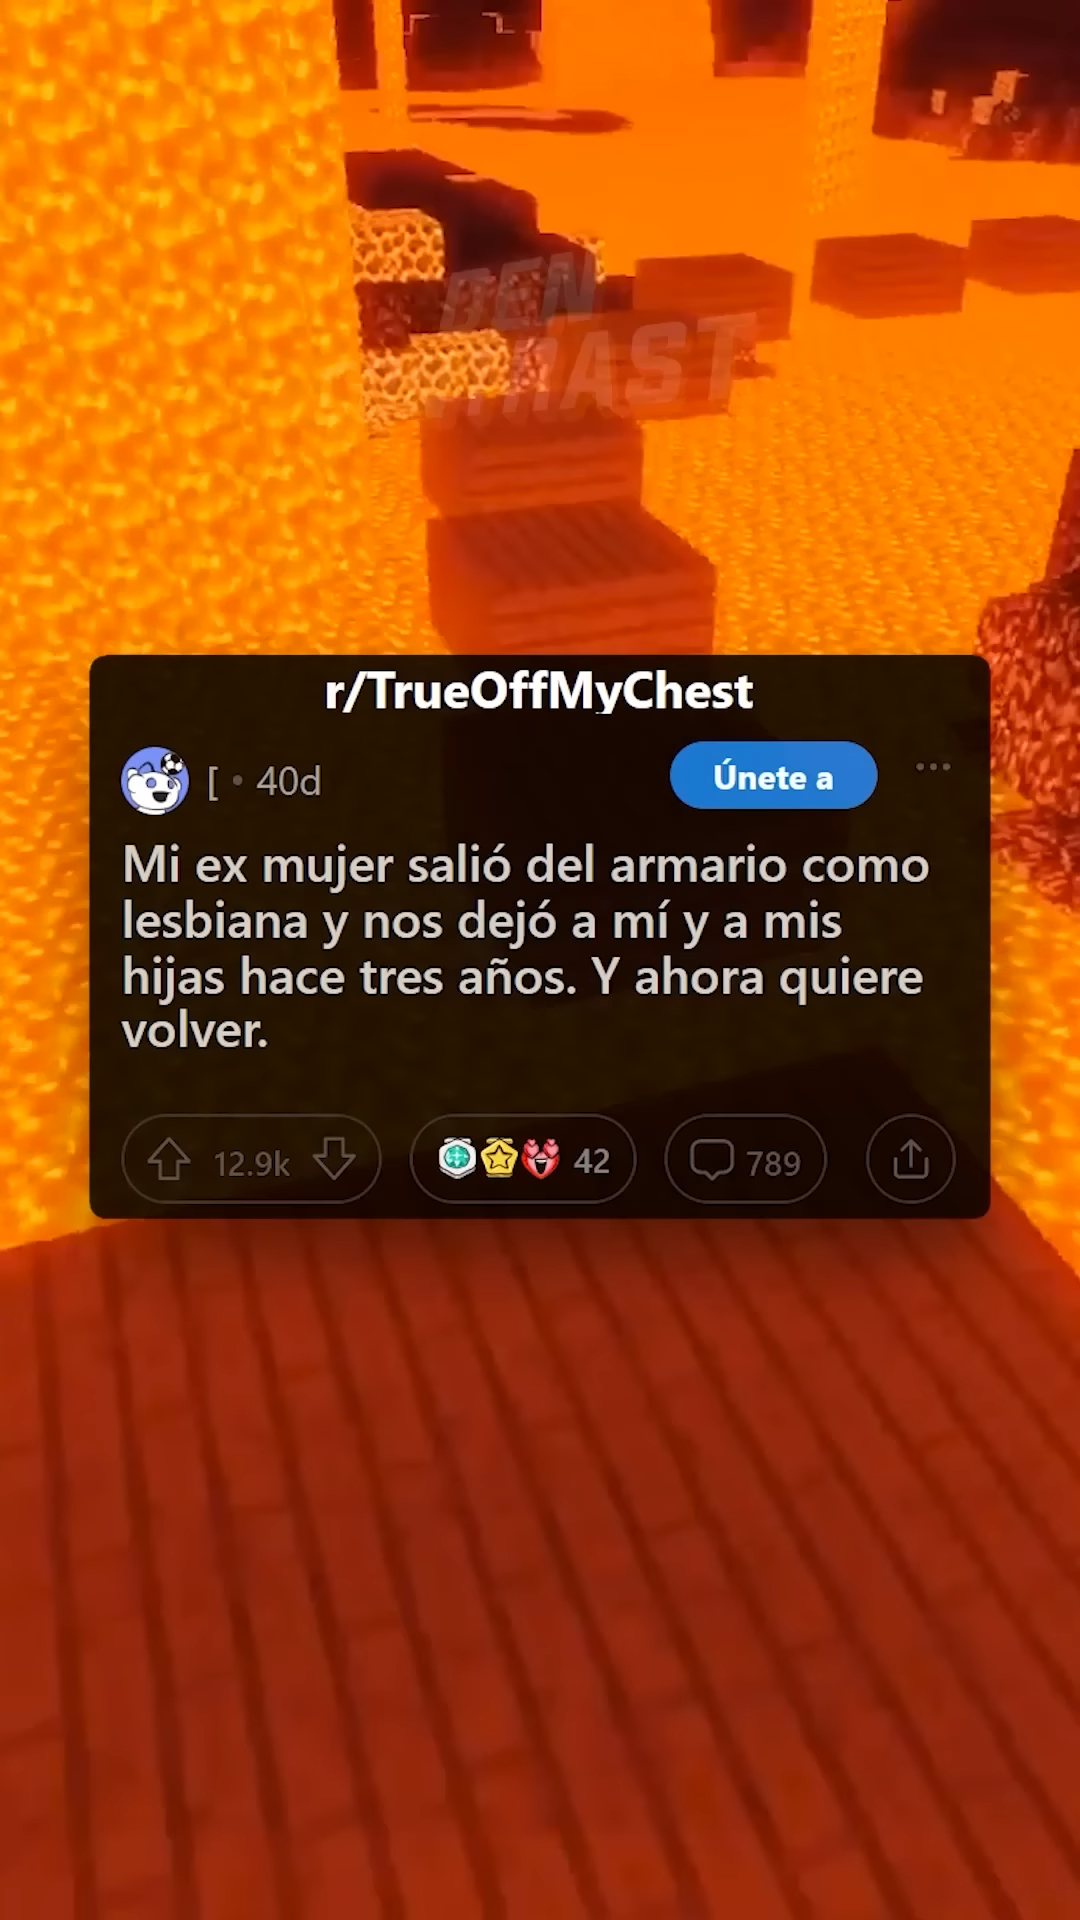 r/TrueOffMyChest
[ • 40d
Únete a
Mi ex mujer salió del armario como
lesbiana y nos dejó a mí y a mis
hijas hace tres años. Y ahora quiere
volver.
12.9k
42
789